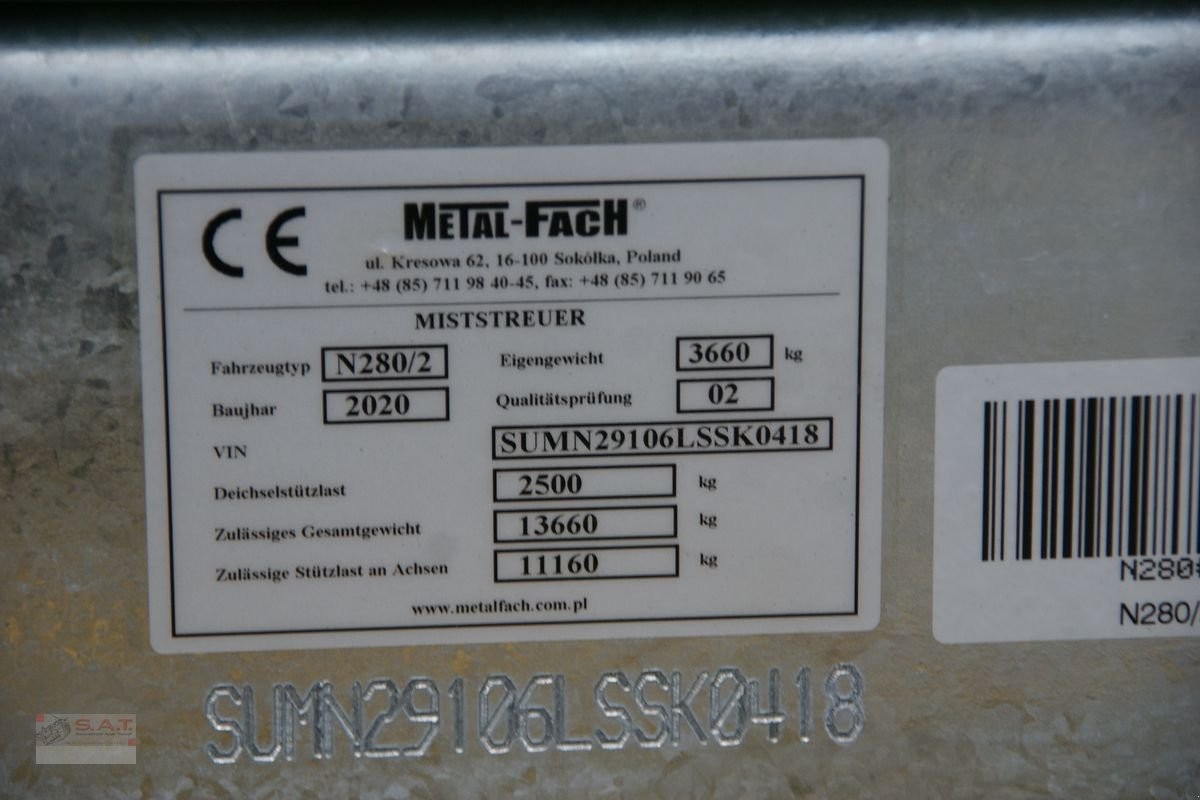 CE METAL-FACH®
ul. Kresowa 62, 16-100 Sokółka, Poland
tel.: +48 (85) 711 98 40-45, fax: +48 (85) 711 90 65
MISTSTREUER
Fahrzeugtyp N280/2 Eigengewicht 3660 kg
Baujhar 2020 Qualitätsprüfung 02
VIN SUMN29106LSSK0418
Deichselstützlast 2500 kg
Zulässiges Gesamtgewicht 13660 kg
Zulässige Stützlast an Achsen 11160 kg
www.metalfach.com.pl
N280
N280/
SUMN29106LSSK0418
S.A.T.